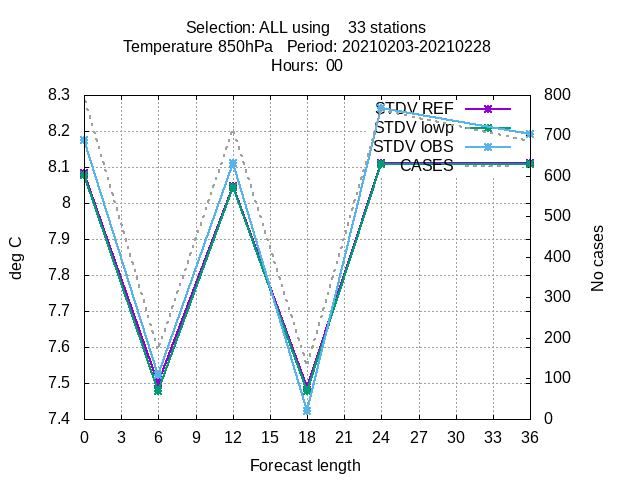 Selection: ALL using    33 stations
Temperature 850hPa   Period: 20210203-20210228
Hours:  00
8.3
8.2
8.1
8
7.9
7.8
7.7
7.6
7.5
7.4
deg C
STDV REF
STDV lowp
STDV OBS
CASES
800
700
600
500
400
300
200
100
0
No cases
0 3 6 9 12 15 18 21 24 27 30 33 36
Forecast length